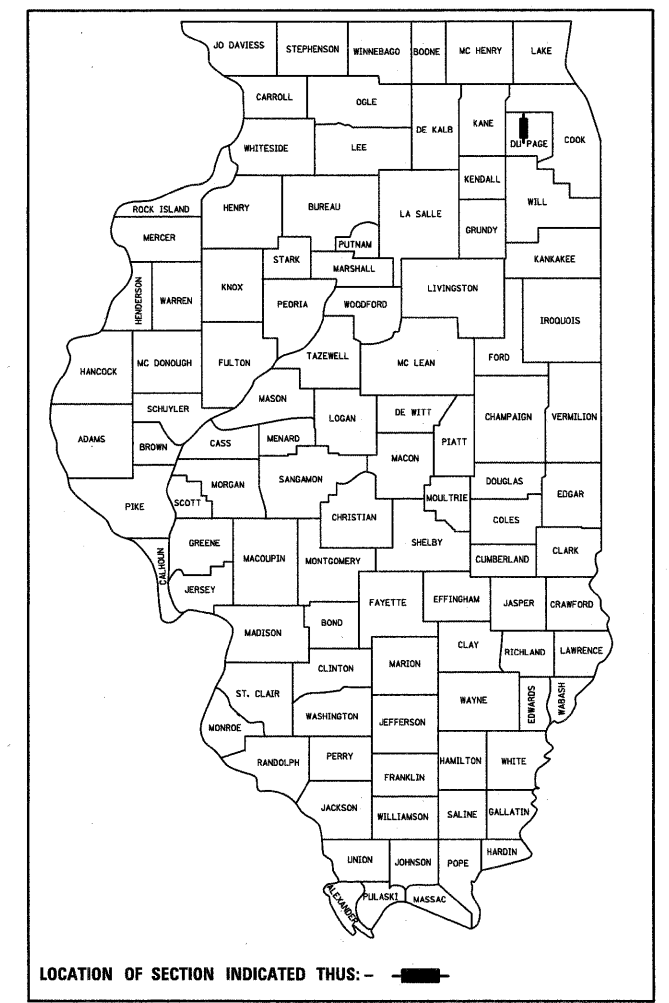 JO DAVIESS
STEPHENSON
WINNEBAGO
BOONE
MC HENRY
LAKE
CARROLL
OGLE
DE KALB
KANE
DU PAGE
COOK
WHITESIDE
LEE
KENDALL
WILL
ROCK ISLAND
HENRY
BUREAU
LA SALLE
GRUNDY
MERCER
PUTNAM
STARK
MARSHALL
KANKAKEE
HENDERSON
WARREN
KNOX
PEORIA
WOODFORD
LIVINGSTON
IROQUOIS
HANCOCK
MC DONOUGH
FULTON
TAZEWELL
MC LEAN
FORD
MASON
SCHUYLER
LOGAN
DE WITT
CHAMPAIGN
VERMILION
ADAMS
BROWN
CASS
MENARD
PIATT
MACON
MORGAN
SANGAMON
DOUGLAS
EDGAR
PIKE
SCOTT
CHRISTIAN
MOULTRIE
COLES
GREENE
MACOUPIN
MONTGOMERY
SHELBY
CUMBERLAND
CLARK
CALHOUN
JERSEY
FAYETTE
EFFINGHAM
JASPER
CRAWFORD
MADISON
BOND
CLAY
RICHLAND
LAWRENCE
CLINTON
MARION
ST. CLAIR
WAYNE
EDWARDS
WABASH
WASHINGTON
JEFFERSON
MONROE
RANDOLPH
PERRY
HAMILTON
WHITE
FRANKLIN
JACKSON
WILLIAMSON
SALINE
GALLATIN
UNION
JOHNSON
POPE
HARDIN
ALEXANDER
PULASKI
MASSAC
LOCATION OF SECTION INDICATED THUS: -